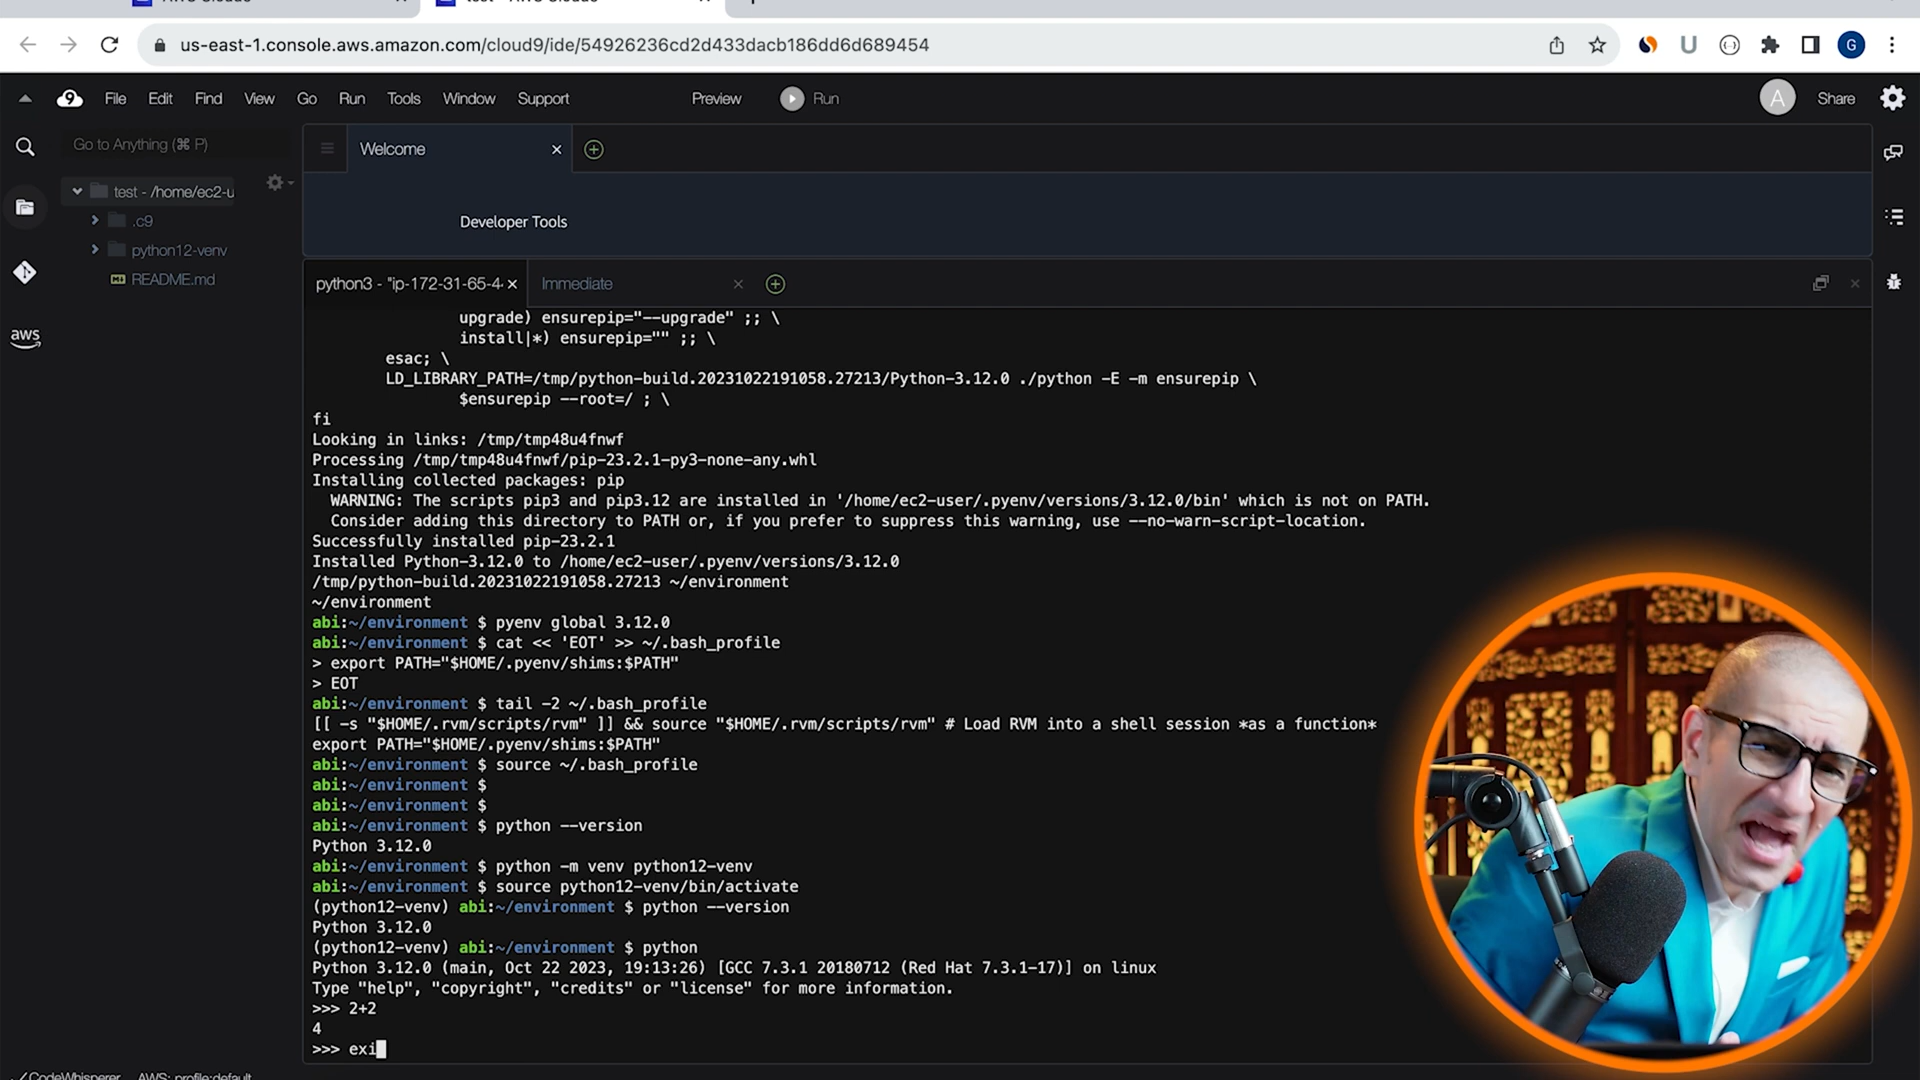 us-east-1.console.aws.amazon.com/cloud9/ide/54926236cd2d433dacb186dd6d689454
G
9 File Edit Find View Go Run Tools Window Support Preview Run A Share
Go to Anything (⌘ P)
Welcome
test - /home/ec2-u
.c9
python12-venv
README.md
aws
Developer Tools
python3 - "ip-172-31-65-4
Immediate
upgrade) ensurepip="--upgrade" ;; \
install|*) ensurepip="" ;; \
esac; \
LD_LIBRARY_PATH=/tmp/python-build.20231022191058.27213/Python-3.12.0 ./python -E -m ensurepip \
$ensurepip --root=/ ; \
fi
Looking in links: /tmp/tmp48u4fnwf
Processing /tmp/tmp48u4fnwf/pip-23.2.1-py3-none-any.whl
Installing collected packages: pip
WARNING: The scripts pip3 and pip3.12 are installed in '/home/ec2-user/.pyenv/versions/3.12.0/bin' which is not on PATH.
Consider adding this directory to PATH or, if you prefer to suppress this warning, use --no-warn-script-location.
Successfully installed pip-23.2.1
Installed Python-3.12.0 to /home/ec2-user/.pyenv/versions/3.12.0
/tmp/python-build.20231022191058.27213 ~/environment
~/environment
abi:~/environment $ pyenv global 3.12.0
abi:~/environment $ cat << 'EOT' >> ~/.bash_profile
> export PATH="$HOME/.pyenv/shims:$PATH"
> EOT
abi:~/environment $ tail -2 ~/.bash_profile
[[ -s "$HOME/.rvm/scripts/rvm" ]] && source "$HOME/.rvm/scripts/rvm" # Load RVM into a shell session *as a function*
export PATH="$HOME/.pyenv/shims:$PATH"
abi:~/environment $ source ~/.bash_profile
abi:~/environment $
abi:~/environment $
abi:~/environment $ python --version
Python 3.12.0
abi:~/environment $ python -m venv python12-venv
abi:~/environment $ source python12-venv/bin/activate
(python12-venv) abi:~/environment $ python --version
Python 3.12.0
(python12-venv) abi:~/environment $ python
Python 3.12.0 (main, Oct 22 2023, 19:13:26) [GCC 7.3.1 20180712 (Red Hat 7.3.1-17)] on linux
Type "help", "copyright", "credits" or "license" for more information.
>>> 2+2
4
>>> exi
CodeWhisperer AWS: profile:default